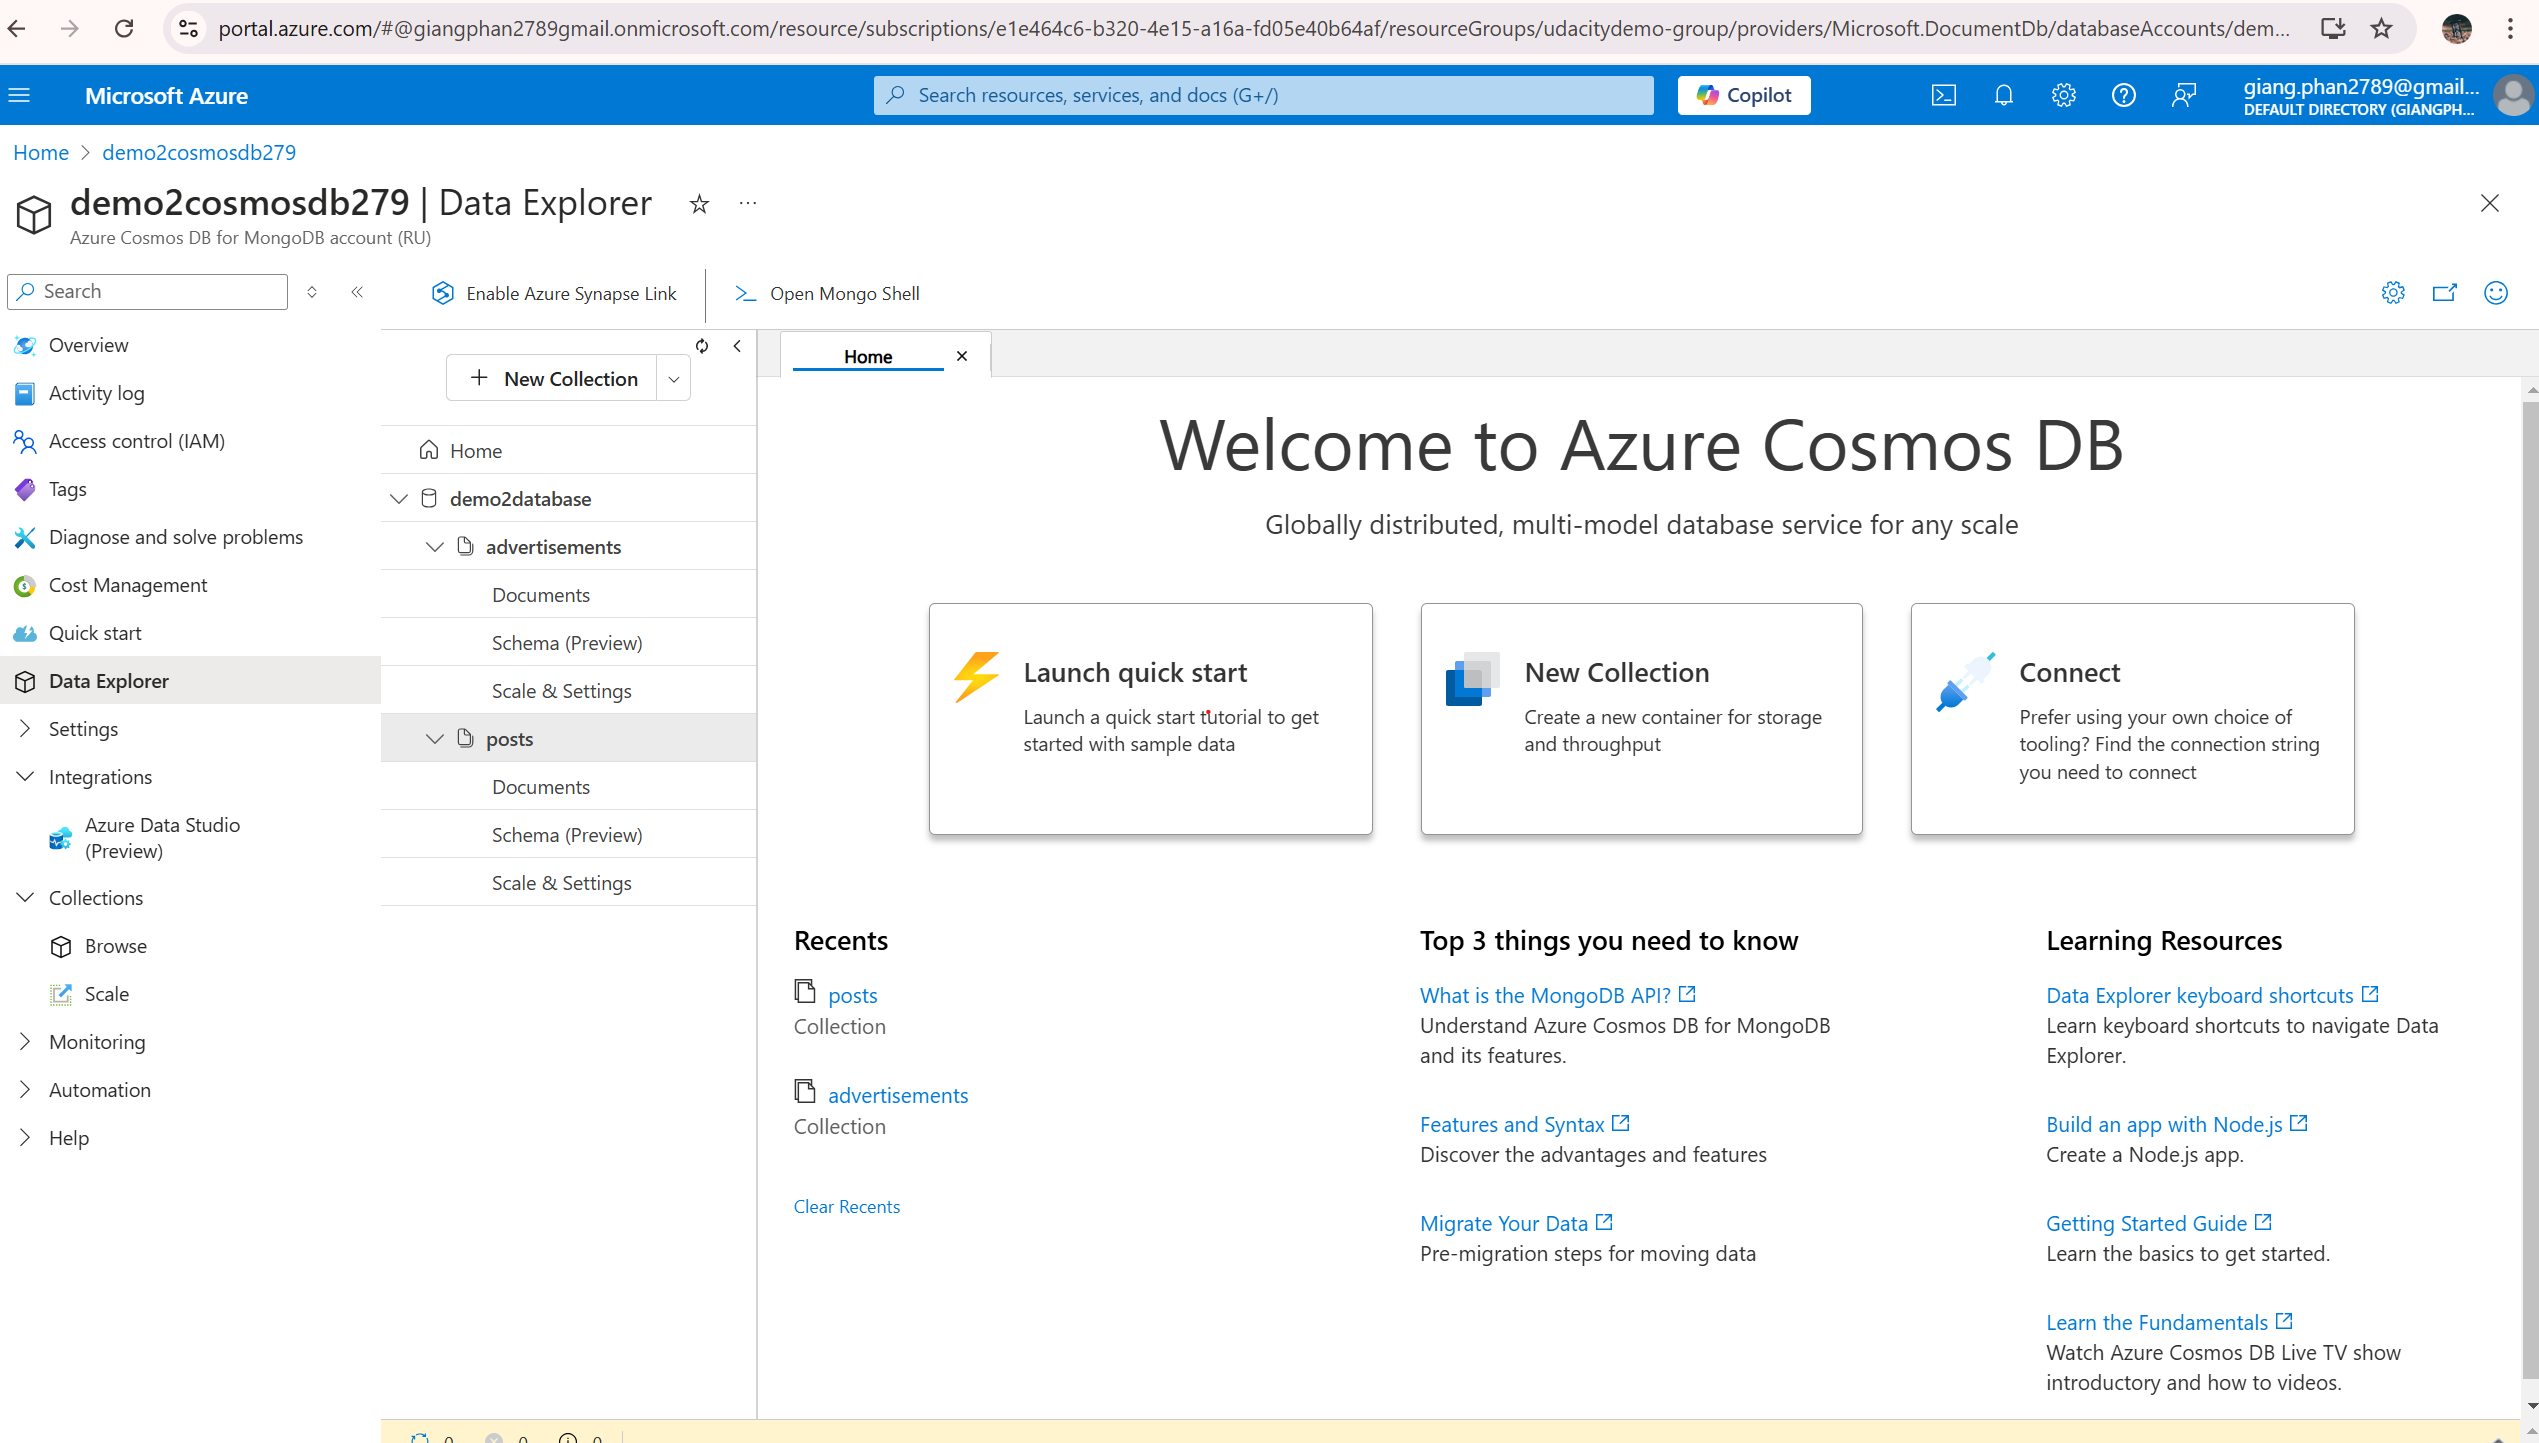 portal.azure.com/#@giangphan2789gmail.onmicrosoft.com/resource/subscriptions/e1e464c6-b320-4e15-a16a-fd05e40b64af/resourceGroups/udacitydemo-group/providers/Microsoft.DocumentDb/databaseAccounts/dem...
Microsoft Azure
Search resources, services, and docs (G+/)
Copilot
giang.phan2789@gmail...
DEFAULT DIRECTORY (GIANGPH...
Home > demo2cosmosdb279
demo2cosmosdb279 | Data Explorer
Azure Cosmos DB for MongoDB account (RU)
Search
Overview
Activity log
Access control (IAM)
Tags
Diagnose and solve problems
Cost Management
Quick start
Data Explorer
Settings
Integrations
Azure Data Studio
(Preview)
Collections
Browse
Scale
Monitoring
Automation
Help
Enable Azure Synapse Link
Open Mongo Shell
New Collection
Home
demo2database
advertisements
Documents
Schema (Preview)
Scale & Settings
posts
Documents
Schema (Preview)
Scale & Settings
Home
Welcome to Azure Cosmos DB
Globally distributed, multi-model database service for any scale
Launch quick start
Launch a quick start tutorial to get
started with sample data
New Collection
Create a new container for storage
and throughput
Connect
Prefer using your own choice of
tooling? Find the connection string
you need to connect
Recents
posts
Collection
advertisements
Collection
Clear Recents
Top 3 things you need to know
What is the MongoDB API?
Understand Azure Cosmos DB for MongoDB
and its features.
Features and Syntax
Discover the advantages and features
Migrate Your Data
Pre-migration steps for moving data
Learning Resources
Data Explorer keyboard shortcuts
Learn keyboard shortcuts to navigate Data
Explorer.
Build an app with Node.js
Create a Node.js app.
Getting Started Guide
Learn the basics to get started.
Learn the Fundamentals
Watch Azure Cosmos DB Live TV show
introductory and how to videos.
0 0 0